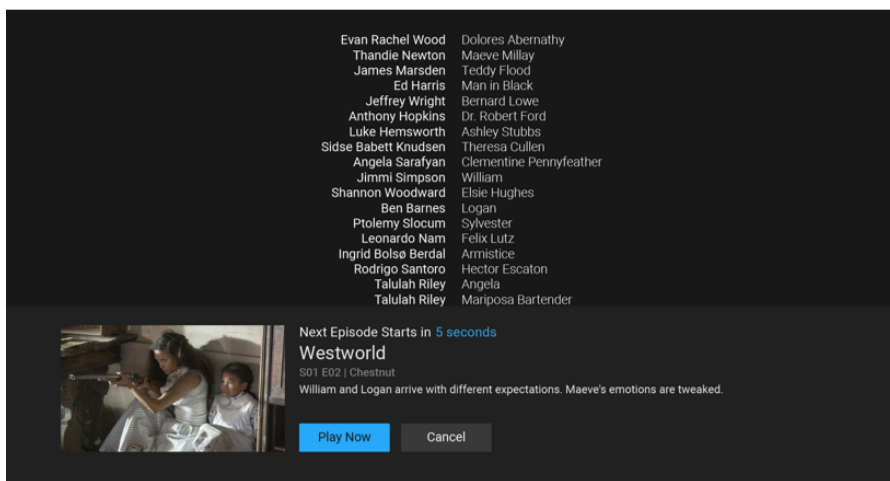 Evan Rachel Wood Dolores Abernathy
Thandie Newton Maeve Millay
James Marsden Teddy Flood
Ed Harris Man in Black
Jeffrey Wright Bernard Lowe
Anthony Hopkins Dr. Robert Ford
Luke Hemsworth Ashley Stubbs
Sidse Babett Knudsen Theresa Cullen
Angela Sarafyan Clementine Pennyfeather
Jimmi Simpson William
Shannon Woodward Elsie Hughes
Ben Barnes Logan
Ptolemy Slocum Sylvester
Leonardo Nam Felix Lutz
Ingrid Bolsø Berdal Armistice
Rodrigo Santoro Hector Escaton
Talulah Riley Angela
Talulah Riley Mariposa Bartender
Next Episode Starts in 5 seconds
Westworld
S01 E02 | Chestnut
William and Logan arrive with different expectations. Maeve's emotions are tweaked.
Play Now Cancel